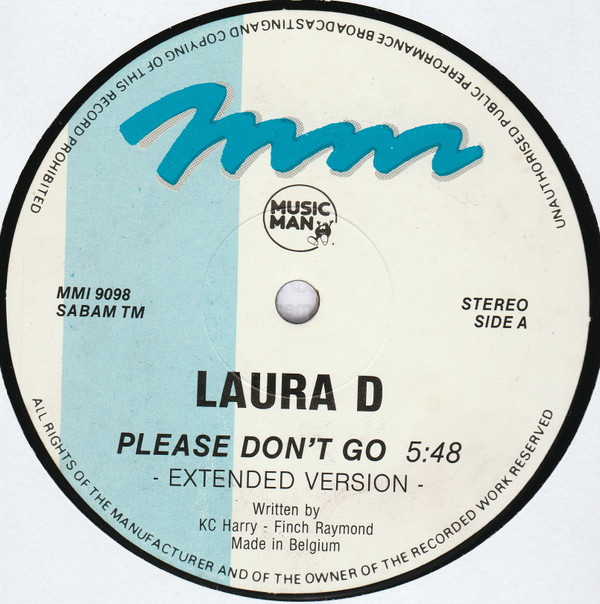 UNAUTHORISED PUBLIC PERFORMANCE BROADCASTING AND COPYING OF THIS RECORD PROHIBITED
mm
MUSIC
MAN
MMI 9098
SABAM TM
STEREO
SIDE A
LAURA D
PLEASE DON'T GO 5:48
- EXTENDED VERSION -
Written by
KC Harry - Finch Raymond
Made in Belgium
ALL RIGHTS OF THE MANUFACTURER AND OF THE OWNER OF THE RECORDED WORK RESERVED